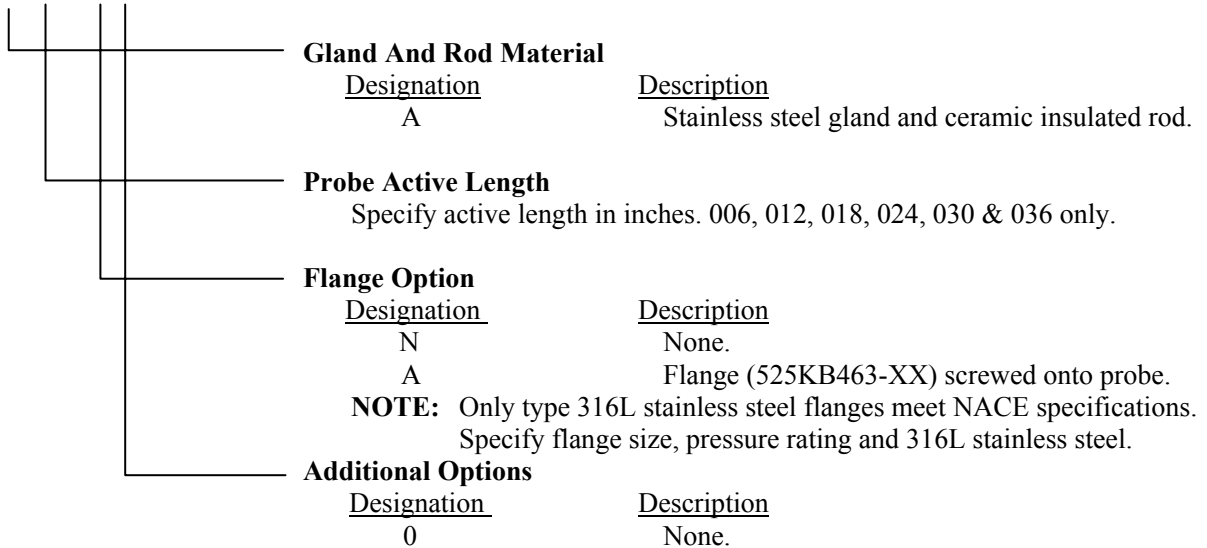 Gland And Rod Material
Designation Description
A Stainless steel gland and ceramic insulated rod.
Probe Active Length
Specify active length in inches. 006, 012, 018, 024, 030 & 036 only.
Flange Option
Designation Description
N None.
A Flange (525KB463-XX) screwed onto probe.
NOTE: Only type 316L stainless steel flanges meet NACE specifications.
Specify flange size, pressure rating and 316L stainless steel.
Additional Options
Designation Description
0 None.